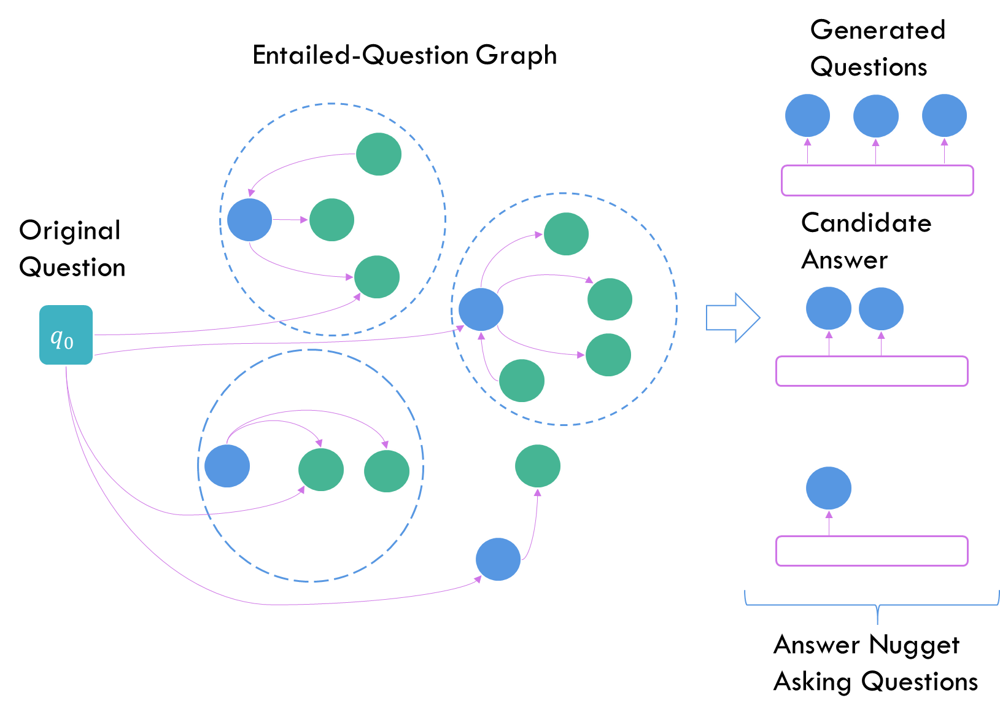 Entailed-Question Graph
Generated
Questions
Original
Question
q₀
Candidate
Answer
Answer Nugget
Asking Questions